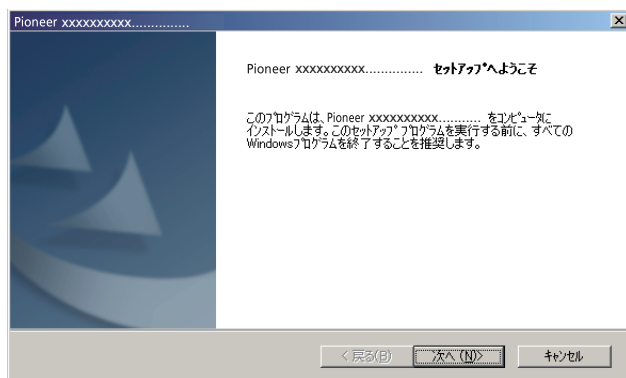 Pioneer xxxxxxxxxx...............
Pioneer xxxxxxxxxx............... ｾｯﾄｱｯﾌﾟへようこそ
このﾌﾟﾛｸﾞﾗﾑは、Pioneer xxxxxxxxxx........... をｺﾝﾋﾟｭｰﾀに
ｲﾝｽﾄｰﾙします。このｾｯﾄｱｯﾌﾟ ﾌﾟﾛｸﾞﾗﾑを実行する前に、すべての
Windowsﾌﾟﾛｸﾞﾗﾑを終了することを推奨します。
< 戻る(B) 次へ (N)> ｷｬﾝｾﾙ